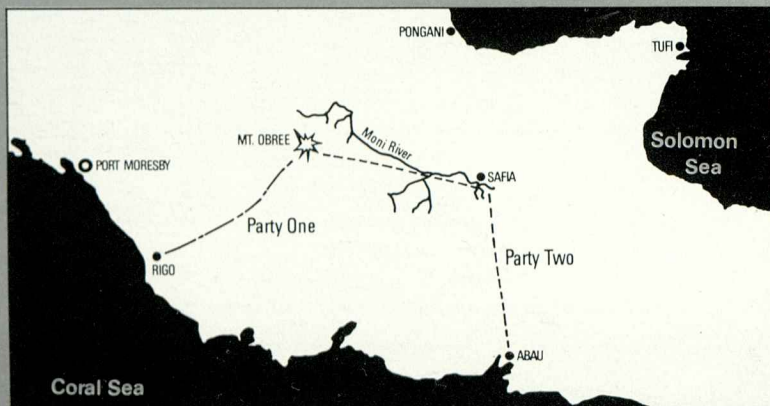 PONGANI
TUFI
MT. OBREE
Moni River
Solomon
Sea
PORT MORESBY
SAFIA
Party One
RIGO
Party Two
ABAU
Coral Sea